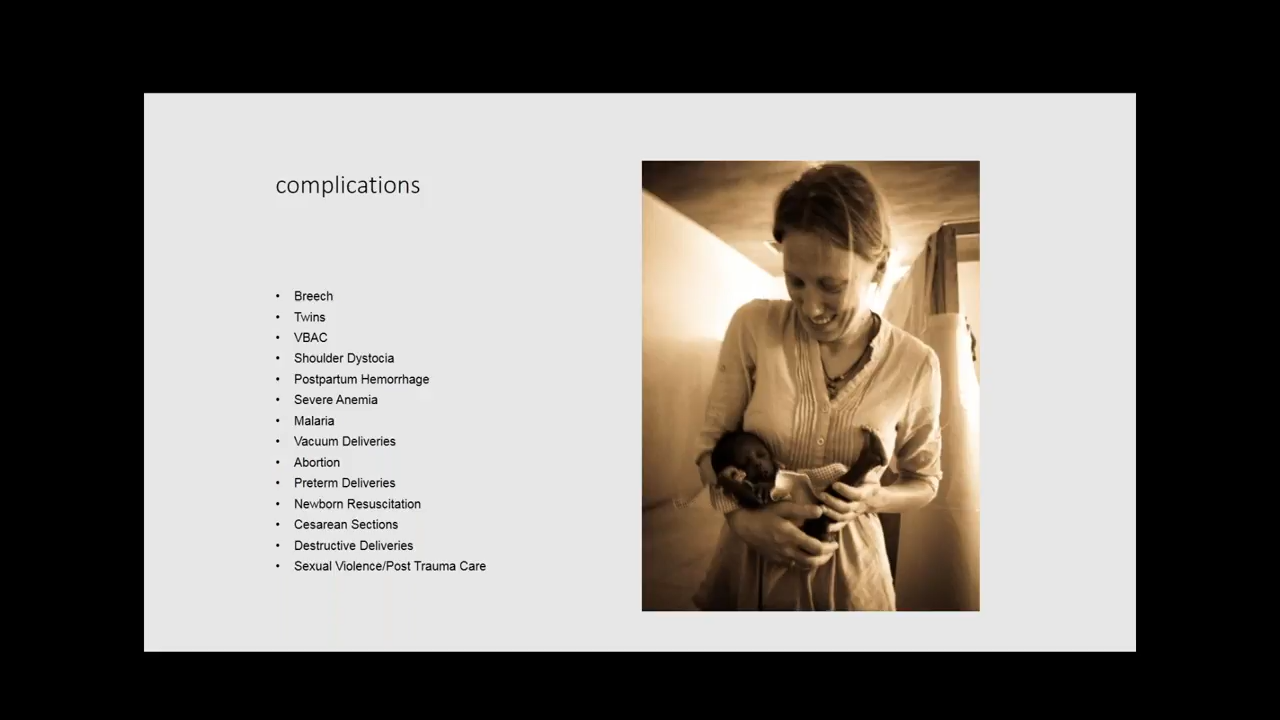 complications
• Breech
• Twins
• VBAC
• Shoulder Dystocia
• Postpartum Hemorrhage
• Severe Anemia
• Malaria
• Vacuum Deliveries
• Abortion
• Preterm Deliveries
• Newborn Resuscitation
• Cesarean Sections
• Destructive Deliveries
• Sexual Violence/Post Trauma Care